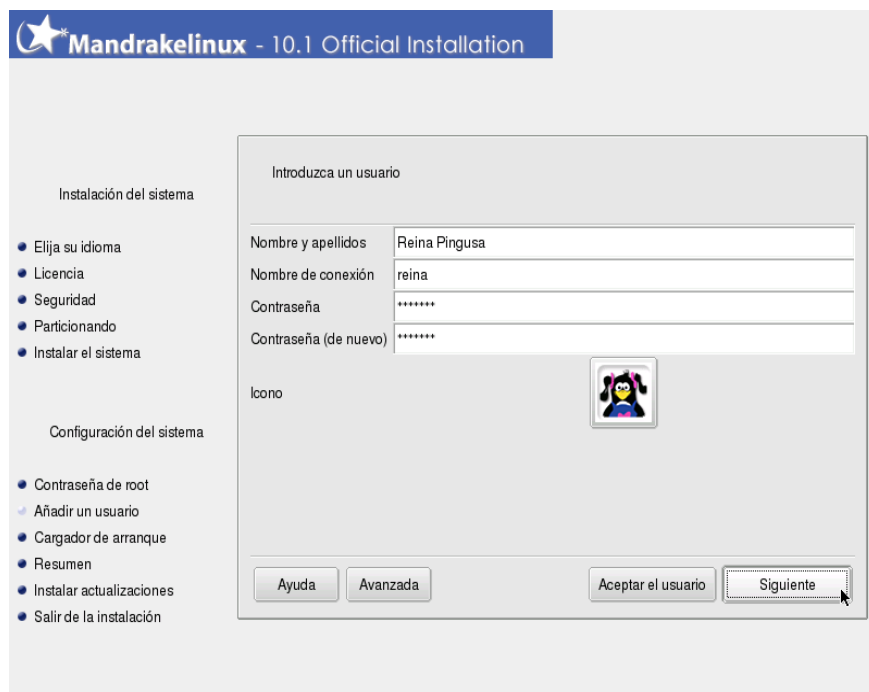 Mandrakelinux - 10.1 Official Installation
Instalación del sistema
Elija su idioma
Licencia
Seguridad
Particionando
Instalar el sistema
Configuración del sistema
Contraseña de root
Añadir un usuario
Cargador de arranque
Resumen
Instalar actualizaciones
Salir de la instalación
Introduzca un usuario
Nombre y apellidos Reina Pingusa
Nombre de conexión reina
Contraseña *******
Contraseña (de nuevo) *******
Icono
Ayuda Avanzada Aceptar el usuario Siguiente